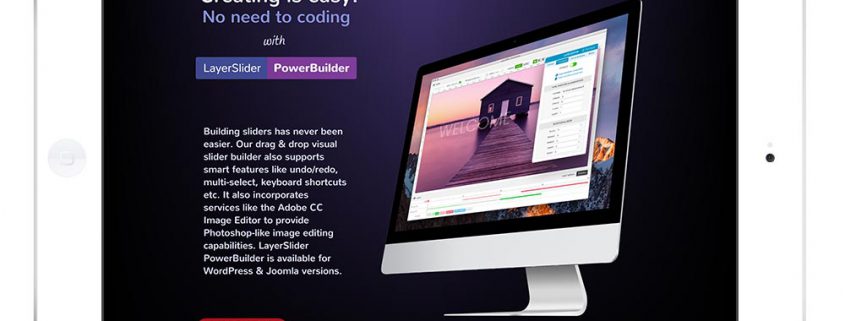 Creating is easy!
No need to coding
with
LayerSlider PowerBuilder
Building sliders has never been
easier. Our drag & drop visual
slider builder also supports
smart features like undo/redo,
multi-select, keyboard shortcuts
etc. It also incorporates
services like the Adobe CC
Image Editor to provide
Photoshop-like image editing
capabilities. LayerSlider
PowerBuilder is available for
WordPress & Joomla versions.
WELCOME